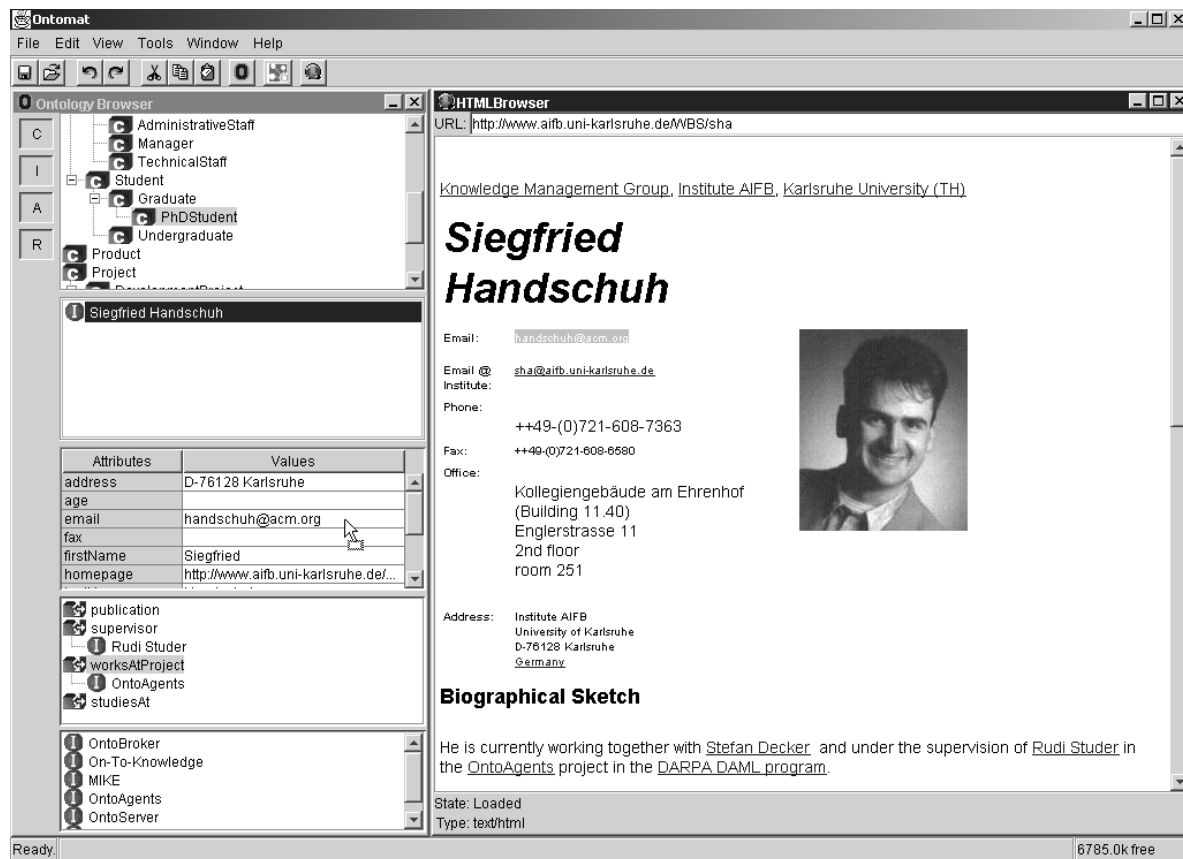 Ontomat
File Edit View Tools Window Help
Ontology Browser
C
I
A
R
C AdministrativeStaff
C Manager
C TechnicalStaff
C Student
C Graduate
C PhDStudent
C Undergraduate
C Product
C Project
I Siegfried Handschuh
Attributes Values
address D-76128 Karlsruhe
age
email handschuh@acm.org
fax
firstName Siegfried
homepage http://www.aifb.uni-karlsruhe.de/...
publication
supervisor
I Rudi Studer
worksAtProject
I OntoAgents
studiesAt
I OntoBroker
I On-To-Knowledge
I MIKE
I OntoAgents
I OntoServer
HTMLBrowser
URL: http://www.aifb.uni-karlsruhe.de/WBS/sha
Knowledge Management Group, Institute AIFB, Karlsruhe University (TH)
Siegfried
Handschuh
Email: handschuh@acm.org
Email @ sha@aifb.uni-karlsruhe.de
Institute:
Phone:
++49-(0)721-608-7363
Fax: ++49-(0)721-608-6580
Office:
Kollegiengebäude am Ehrenhof
(Building 11.40)
Englerstrasse 11
2nd floor
room 251
Address: Institute AIFB
University of Karlsruhe
D-76128 Karlsruhe
Germany
Biographical Sketch
He is currently working together with Stefan Decker and under the supervision of Rudi Studer in
the OntoAgents project in the DARPA DAML program.
State: Loaded
Type: text/html
Ready.
6785.0k free